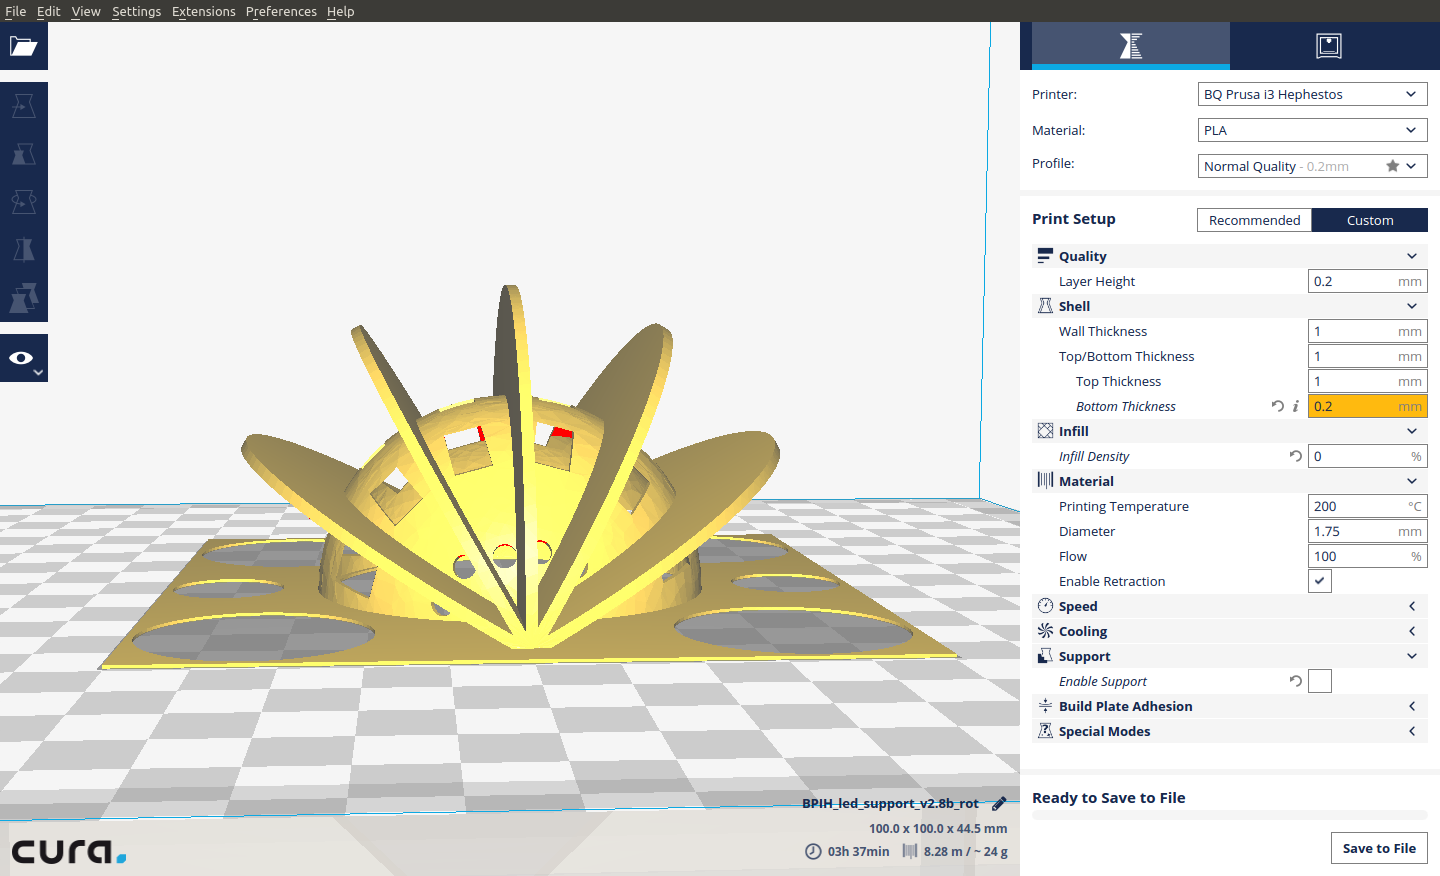 File Edit View Settings Extensions Preferences Help
Printer: BQ Prusa i3 Hephestos
Material: PLA
Profile: Normal Quality - 0.2mm
Print Setup Recommended Custom
Quality
Layer Height 0.2 mm
Shell
Wall Thickness 1 mm
Top/Bottom Thickness 1 mm
Top Thickness 1 mm
Bottom Thickness i 0.2 mm
Infill
Infill Density 0 %
Material
Printing Temperature 200 °C
Diameter 1.75 mm
Flow 100 %
Enable Retraction
Speed
Cooling
Support
Enable Support
Build Plate Adhesion
Special Modes
Ready to Save to File
Save to File
BPIH_led_support_v2.8b_rot
100.0 x 100.0 x 44.5 mm
03h 37min 8.28 m / ~ 24 g
cura.